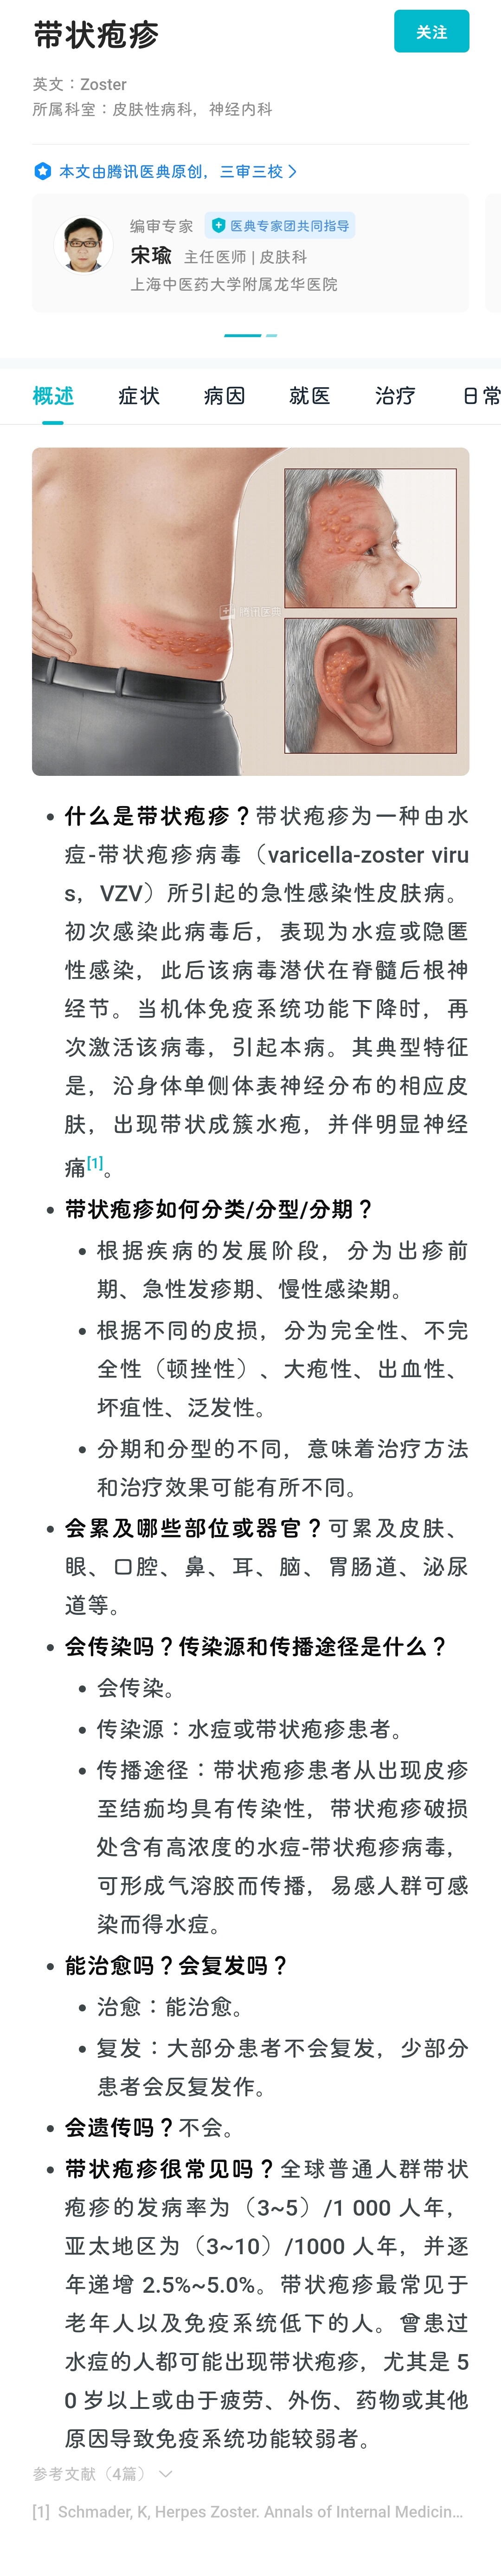 带状疱疹
关注
英文：Zoster
所属科室：皮肤性病科，神经内科
本文由腾讯医典原创，三审三校
编审专家 医典专家团共同指导
宋瑜 主任医师 | 皮肤科
上海中医药大学附属龙华医院
概述 症状 病因 就医 治疗 日常
腾讯医典
什么是带状疱疹？带状疱疹为一种由水
痘-带状疱疹病毒（varicella-zoster viru
s，VZV）所引起的急性感染性皮肤病。
初次感染此病毒后，表现为水痘或隐匿
性感染，此后该病毒潜伏在脊髓后根神
经节。当机体免疫系统功能下降时，再
次激活该病毒，引起本病。其典型特征
是，沿身体单侧体表神经分布的相应皮
肤，出现带状成簇水疱，并伴明显神经
痛[1]。
带状疱疹如何分类/分型/分期？
根据疾病的发展阶段，分为出疹前
期、急性发疹期、慢性感染期。
根据不同的皮损，分为完全性、不完
全性（顿挫性）、大疱性、出血性、
坏疽性、泛发性。
分期和分型的不同，意味着治疗方法
和治疗效果可能有所不同。
会累及哪些部位或器官？可累及皮肤、
眼、口腔、鼻、耳、脑、胃肠道、泌尿
道等。
会传染吗？传染源和传播途径是什么？
会传染。
传染源：水痘或带状疱疹患者。
传播途径：带状疱疹患者从出现皮疹
至结痂均具有传染性，带状疱疹破损
处含有高浓度的水痘-带状疱疹病毒，
可形成气溶胶而传播，易感人群可感
染而得水痘。
能治愈吗？会复发吗？
治愈：能治愈。
复发：大部分患者不会复发，少部分
患者会反复发作。
会遗传吗？不会。
带状疱疹很常见吗？全球普通人群带状
疱疹的发病率为（3~5）/1 000 人年，
亚太地区为（3~10）/1000 人年，并逐
年递增 2.5%~5.0%。带状疱疹最常见于
老年人以及免疫系统低下的人。曾患过
水痘的人都可能出现带状疱疹，尤其是 5
0 岁以上或由于疲劳、外伤、药物或其他
原因导致免疫系统功能较弱者。
参考文献（4篇）
[1] Schmader, K, Herpes Zoster. Annals of Internal Medicin...